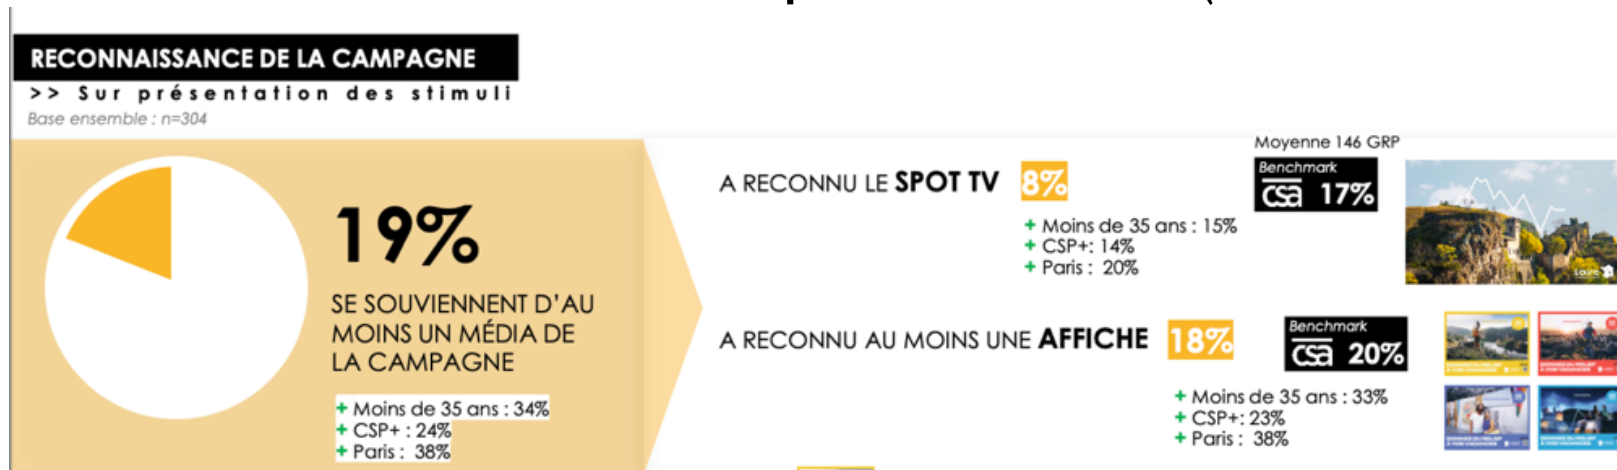 RECONNAISSANCE DE LA CAMPAGNE
>> Sur présentation des stimuli
Base ensemble : n=304
19%
SE SOUVIENNENT D'AU
MOINS UN MÉDIA DE
LA CAMPAGNE
+ Moins de 35 ans : 34%
+ CSP+ : 24%
+ Paris : 38%
A RECONNU LE SPOT TV 8%
+ Moins de 35 ans : 15%
+ CSP+: 14%
+ Paris : 20%
Moyenne 146 GRP
Benchmark
csa 17%
Loire
A RECONNU AU MOINS UNE AFFICHE 18%
+ Moins de 35 ans : 33%
+ CSP+: 23%
+ Paris : 38%
Benchmark
csa 20%